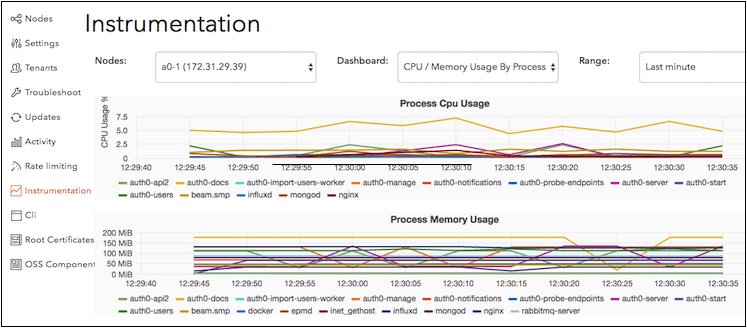 Nodes
Settings
Tenants
Troubleshoot
Updates
Activity
Rate limiting
Instrumentation
Cli
Root Certificates
OSS Component
Instrumentation
Nodes: a0-1 (172.31.29.39) Dashboard: CPU / Memory Usage By Process Range: Last minute
Process Cpu Usage
CPU Usage %
7.5
5.0
2.5
0
12:29:40 12:29:45 12:29:50 12:29:55 12:30:00 12:30:05 12:30:10 12:30:15 12:30:20 12:30:25 12:30:30 12:30:35
auth0-api2 auth0-docs auth0-import-users-worker auth0-manage auth0-notifications auth0-probe-endpoints auth0-server auth0-start
auth0-users beam.smp influxd mongod nginx
Process Memory Usage
200 MiB
150 MiB
100 MiB
50 MiB
0 MiB
12:29:40 12:29:45 12:29:50 12:29:55 12:30:00 12:30:05 12:30:10 12:30:15 12:30:20 12:30:25 12:30:30 12:30:35
auth0-api2 auth0-docs auth0-import-users-worker auth0-manage auth0-notifications auth0-probe-endpoints auth0-server auth0-start
auth0-users beam.smp docker epmd inet_gethost influxd mongod nginx rabbitmq-server